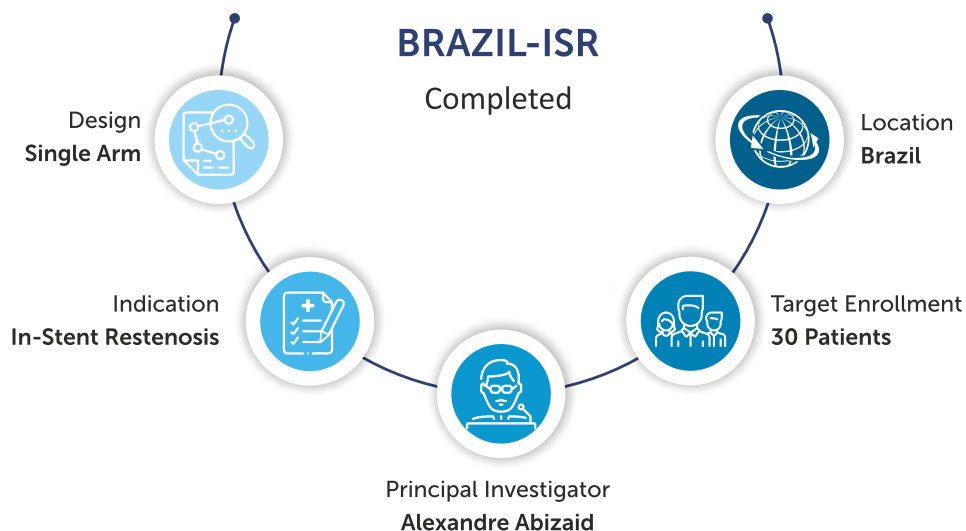 BRAZIL-ISR
Completed
Design
Single Arm
Location
Brazil
Indication
In-Stent Restenosis
Target Enrollment
30 Patients
Principal Investigator
Alexandre Abizaid